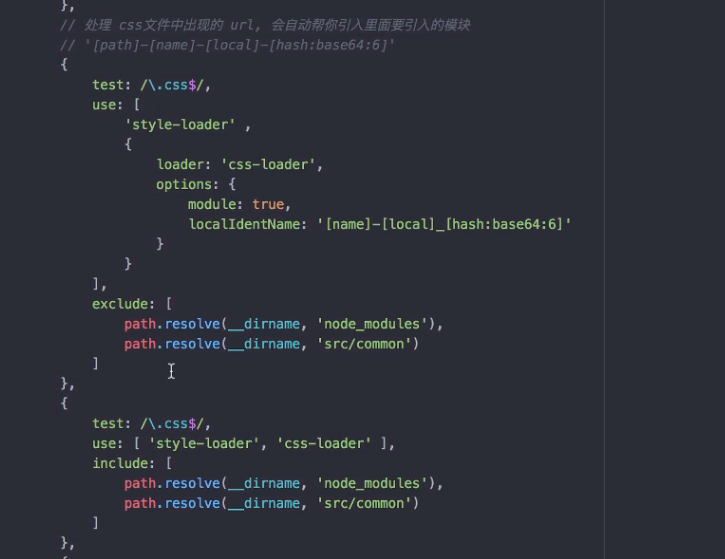 },
// 处理 css文件中出现的 url, 会自动帮你引入里面要引入的模块
// '[path]-[name]-[local]-[hash:base64:6]'
{
test: /\.css$/,
use: [
'style-loader' ,
{
loader: 'css-loader',
options: {
module: true,
localIdentName: '[name]-[local]_[hash:base64:6]'
}
}
],
exclude: [
path.resolve(__dirname, 'node_modules'),
path.resolve(__dirname, 'src/common')
]
},
{
test: /\.css$/,
use: [ 'style-loader', 'css-loader' ],
include: [
path.resolve(__dirname, 'node_modules'),
path.resolve(__dirname, 'src/common')
]
},